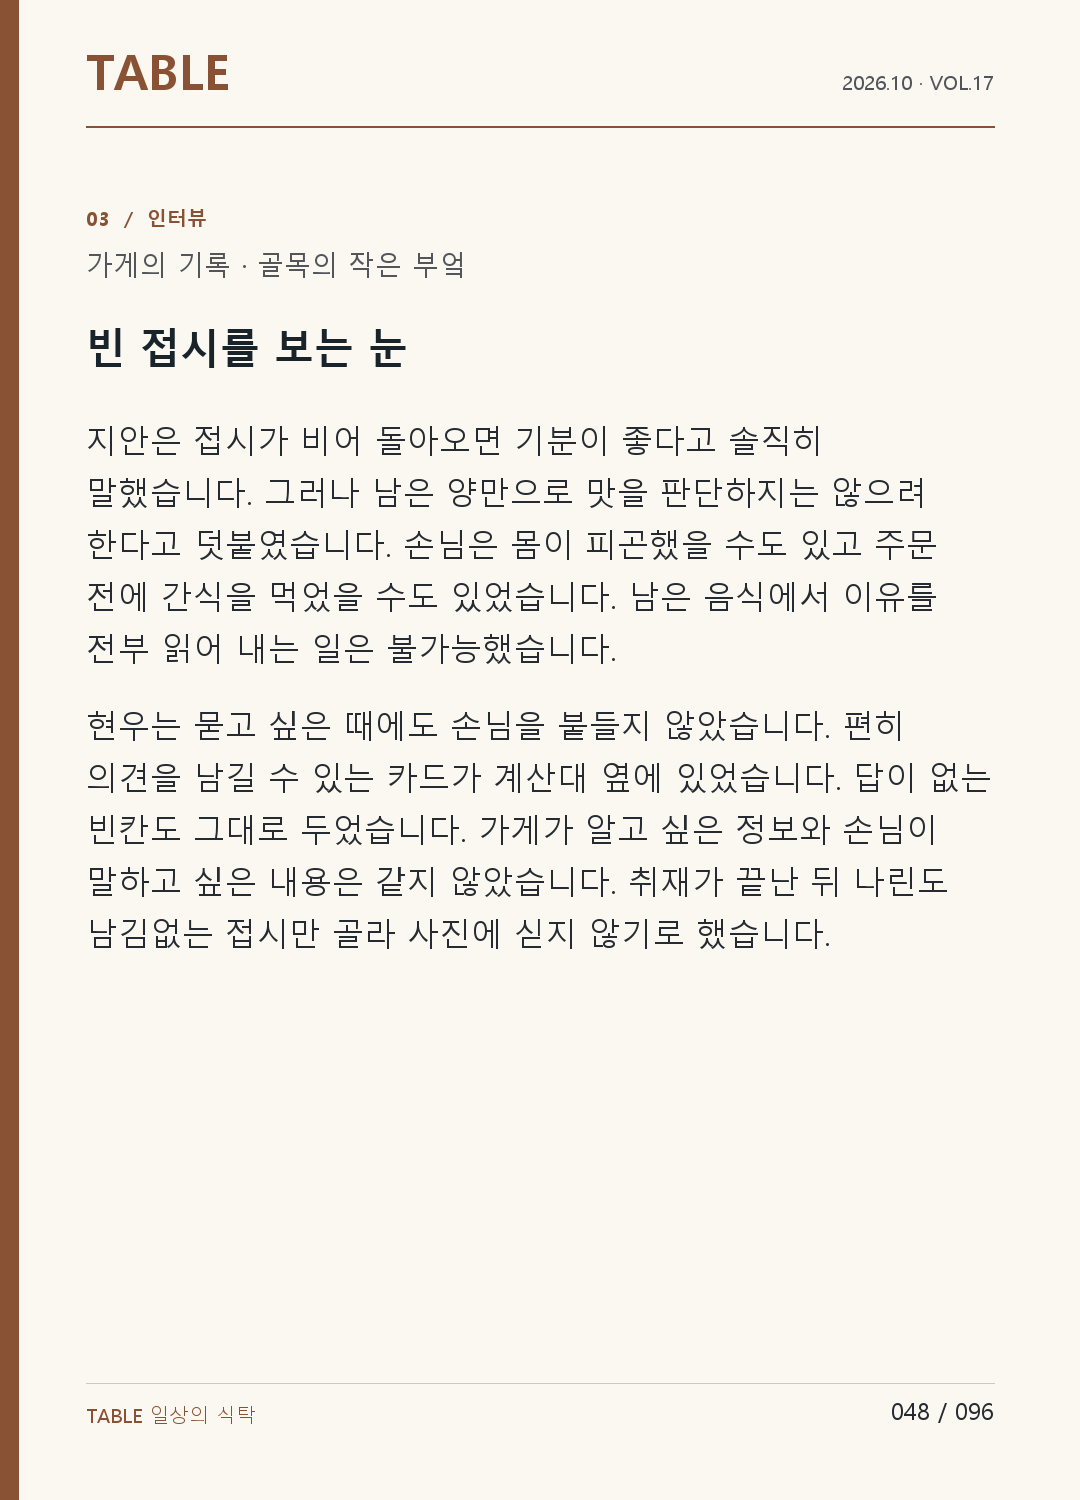 TABLE
2026.10 · VOL.17
03 / 인터뷰
가게의 기록 · 골목의 작은 부엌
빈 접시를 보는 눈
지안은 접시가 비어 돌아오면 기분이 좋다고 솔직히
말했습니다. 그러나 남은 양만으로 맛을 판단하지는 않으려
한다고 덧붙였습니다. 손님은 몸이 피곤했을 수도 있고 주문
전에 간식을 먹었을 수도 있었습니다. 남은 음식에서 이유를
전부 읽어 내는 일은 불가능했습니다.
현우는 묻고 싶은 때에도 손님을 붙들지 않았습니다. 편히
의견을 남길 수 있는 카드가 계산대 옆에 있었습니다. 답이 없는
빈칸도 그대로 두었습니다. 가게가 알고 싶은 정보와 손님이
말하고 싶은 내용은 같지 않았습니다. 취재가 끝난 뒤 나린도
남김없는 접시만 골라 사진에 싣지 않기로 했습니다.
TABLE 일상의 식탁
048 / 096